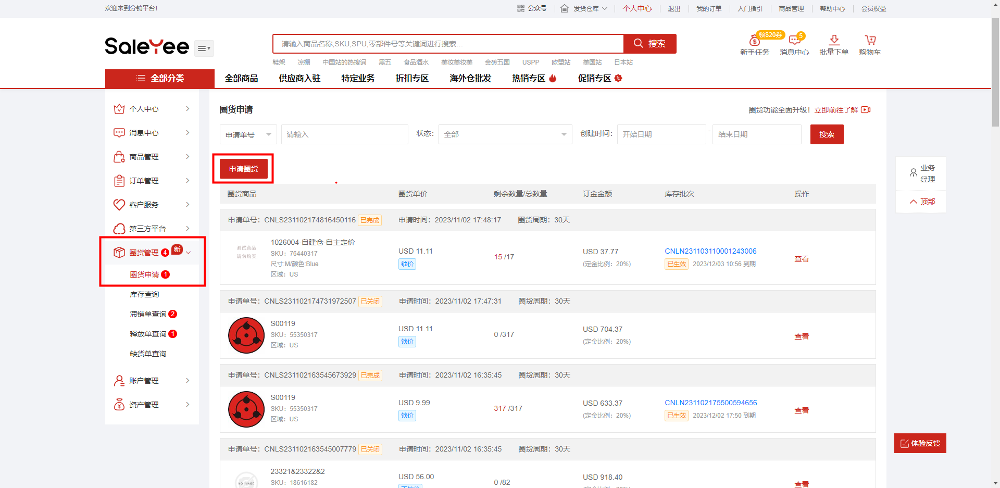 欢迎来到分销平台!
公众号 发货仓库 个人中心 退出 我的订单 入门指引 商品管理 帮助中心 会员权益
SaleYee
请输入商品名称,SKU,SPU,零部件号等关键词进行搜索... 搜索
领$20券 5
新手任务 消息中心 批量下单 购物车
鞋架 凉棚 中国站的热搜词 黑五 食品酒水 美妆美妆美 金砖五国 USPP 欧盟站 美国站 日本站
全部分类 全部商品 供应商入驻 特定业务 折扣专区 海外仓批发 热销专区 促销专区
个人中心
消息中心
商品管理
订单管理
客户服务
第三方平台
圈货管理 4 新
圈货申请 1
库存查询
滞销单查询 2
释放单查询 1
缺货单查询
账户管理
资产管理
圈货申请 圈货功能全面升级! 立即前往了解
申请单号 请输入 状态: 全部 创建时间: 开始日期 - 结束日期 搜索
申请圈货
圈货商品 圈货单价 剩余数量/总数量 订金金额 库存批次 操作
申请单号: CNLS231102174816450116 已完成 申请时间: 2023/11/02 17:48:17 圈货周期: 30天
测试商品
请勿购买
1026004-自建仓-自主定价
SKU: 76440317
尺寸:M/颜色:Blue
区域: US
USD 11.11
锁价
15 /17
USD 37.77
(定金比例: 20%)
CNLN231103110001243006
已生效 2023/12/03 10:56 到期
查看
申请单号: CNLS231102174731972507 已关闭 申请时间: 2023/11/02 17:47:31 圈货周期: 30天
S00119
SKU: 55350317
区域: US
USD 11.11
锁价
0 /317
USD 704.37
(定金比例: 20%)
查看
申请单号: CNLS231102163545673929 已完成 申请时间: 2023/11/02 16:35:45 圈货周期: 30天
S00119
SKU: 55350317
区域: US
USD 9.99
锁价
317 /317
USD 633.37
(定金比例: 20%)
CNLN231102175500594656
已生效 2023/12/02 17:50 到期
查看
申请单号: CNLS231102163545007779 已关闭 申请时间: 2023/11/02 16:35:45 圈货周期: 30天
23321&23322&2
SKU: 18616182
USD 56.00
0 /82
USD 918.40
查看
业务
经理
顶部
体验反馈